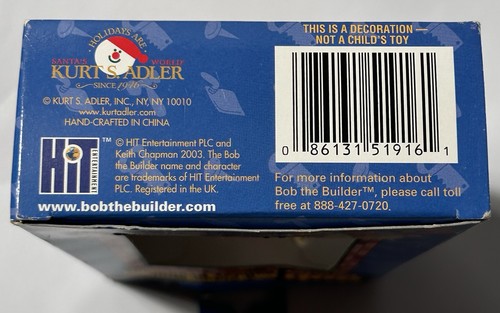 HOLIDAYS ARE
SANTA'S WORLD
KURT S. ADLER
SINCE 1946
© KURT S. ADLER, INC., NY, NY 10010
www.kurtadler.com
HAND-CRAFTED IN CHINA
HiT
ENTERTAINMENT
™
© HIT Entertainment PLC and
Keith Chapman 2003. The Bob
the Builder name and character
are trademarks of HIT Entertainment
PLC. Registered in the UK.
www.bobthebuilder.com
THIS IS A DECORATION —
NOT A CHILD'S TOY
0 86131 51916 1
For more information about
Bob the Builder™, please call toll
free at 888-427-0720.